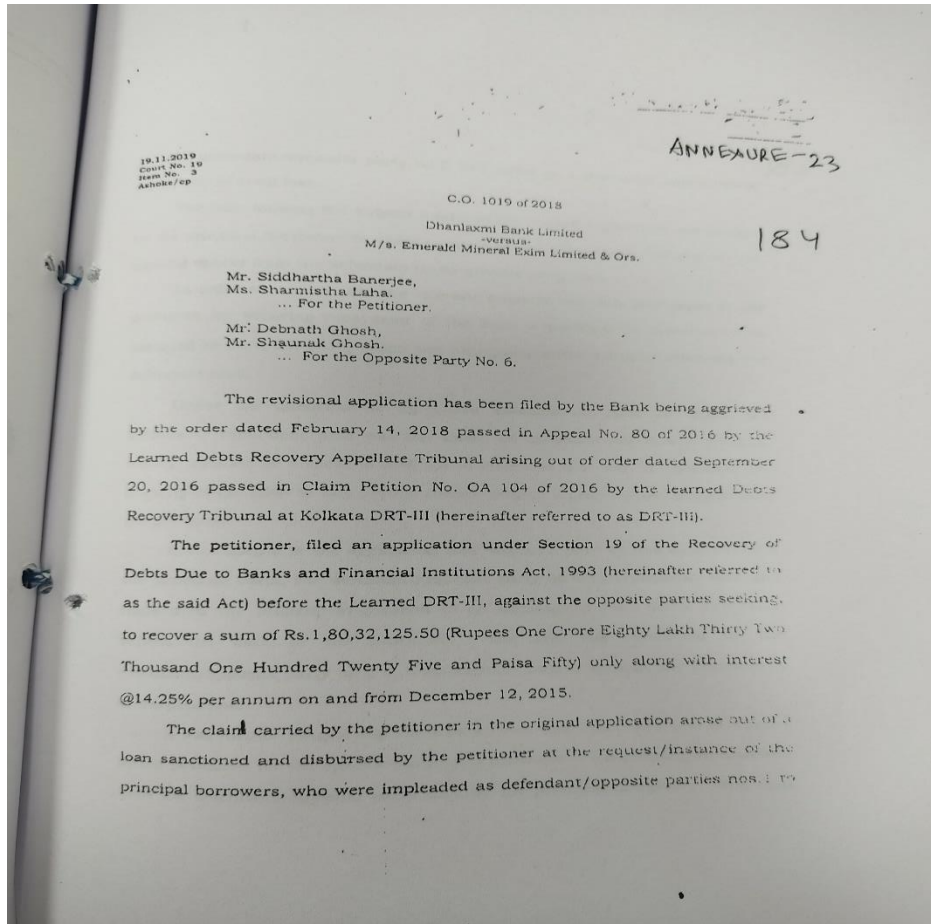 ANNEXURE-23
19.11.2019
Court No. 19
Item No. 3
Ashoke/cp
C.O. 1019 of 2018
184
Dhanlaxmi Bank Limited
-versus-
M/s. Emerald Mineral Exim Limited & Ors.
Mr. Siddhartha Banerjee,
Ms. Sharmistha Laha.
... For the Petitioner.
Mr. Debnath Ghosh,
Mr. Shaunak Ghosh.
... For the Opposite Party No. 6.
The revisional application has been filed by the Bank being aggrieved
by the order dated February 14, 2018 passed in Appeal No. 80 of 2016 by the
Learned Debts Recovery Appellate Tribunal arising out of order dated September
20, 2016 passed in Claim Petition No. OA 104 of 2016 by the learned Debts
Recovery Tribunal at Kolkata DRT-III (hereinafter referred to as DRT-III).
The petitioner, filed an application under Section 19 of the Recovery of
Debts Due to Banks and Financial Institutions Act, 1993 (hereinafter referred to
as the said Act) before the Learned DRT-III, against the opposite parties seeking,
to recover a sum of Rs.1,80,32,125.50 (Rupees One Crore Eighty Lakh Thirty Two
Thousand One Hundred Twenty Five and Paisa Fifty) only along with interest
@14.25% per annum on and from December 12, 2015.
The claim carried by the petitioner in the original application arose out of a
loan sanctioned and disbursed by the petitioner at the request/instance of the
principal borrowers, who were impleaded as defendant/opposite parties nos. 1 to